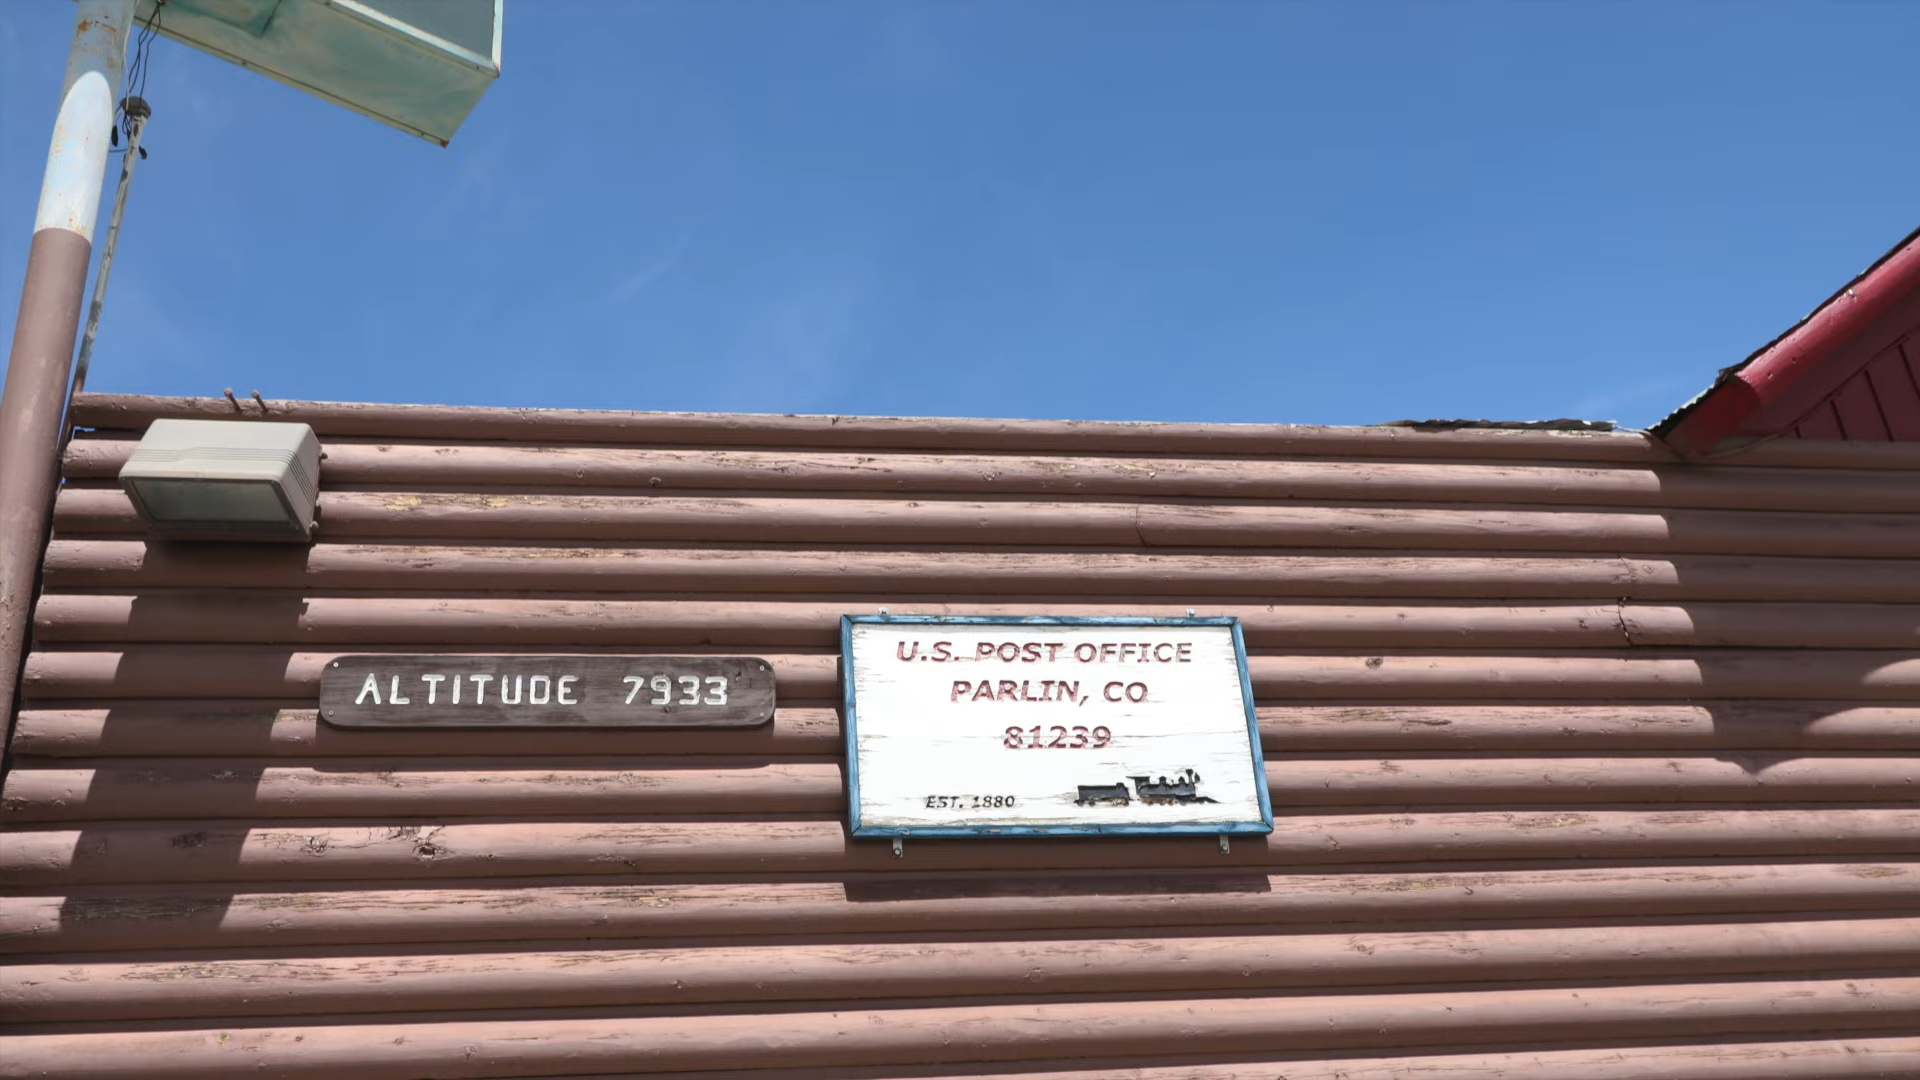 ALTITUDE 7933
U.S. POST OFFICE
PARLIN, CO
81239
EST. 1880